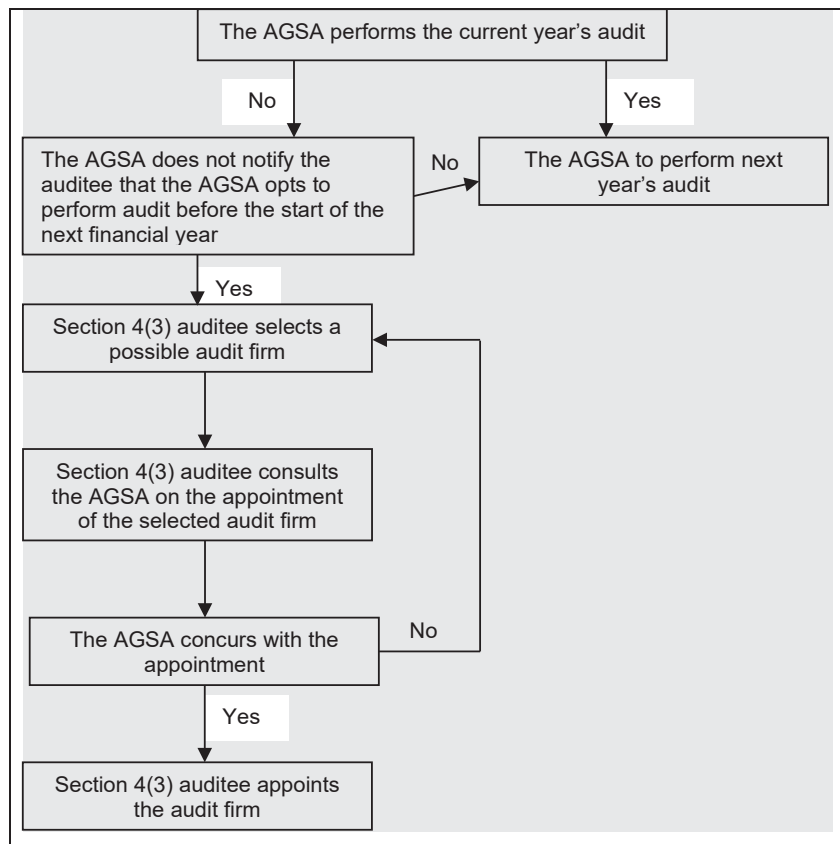 The AGSA performs the current year's audit
No
Yes
The AGSA does not notify the
auditee that the AGSA opts to
perform audit before the start of the
next financial year
No
The AGSA to perform next
year's audit
Yes
Section 4(3) auditee selects a
possible audit firm
Section 4(3) auditee consults
the AGSA on the appointment
of the selected audit firm
The AGSA concurs with the
appointment
No
Yes
Section 4(3) auditee appoints
the audit firm